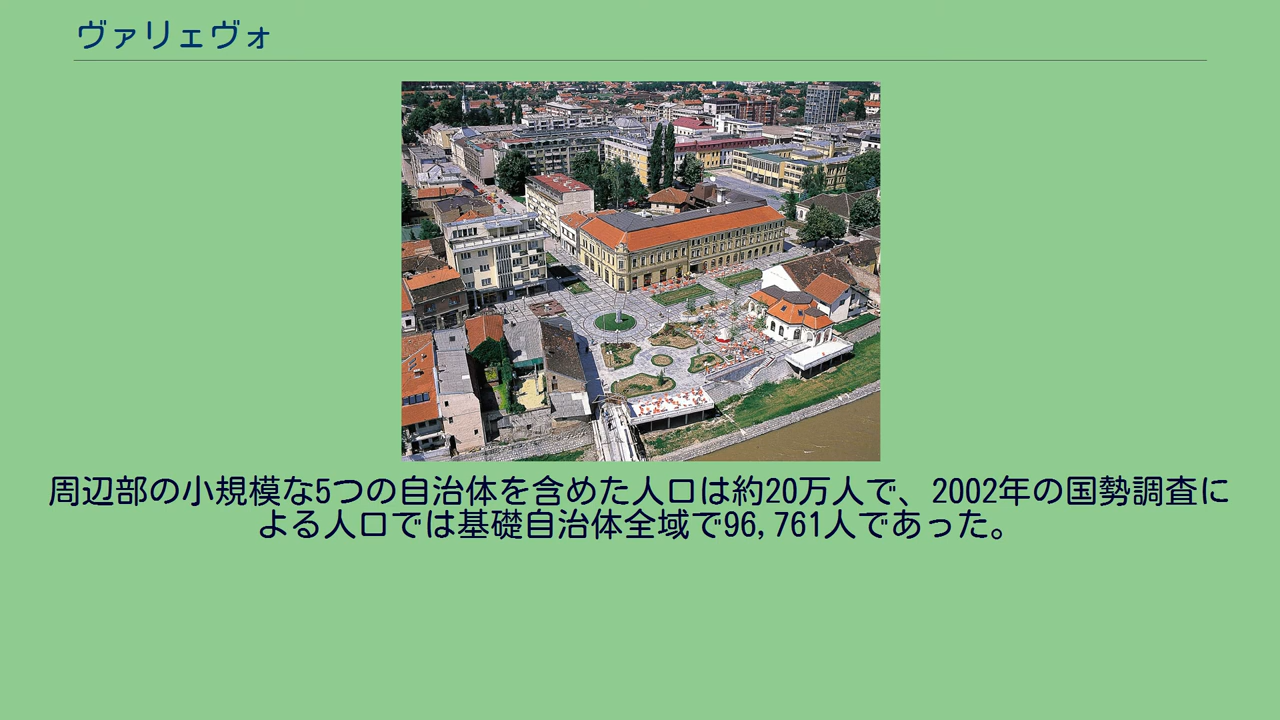 ヴァリェヴォ
周辺部の小規模な5つの自治体を含めた人口は約20万人で、2002年の国勢調査に
よる人口では基礎自治体全域で96,761人であった。